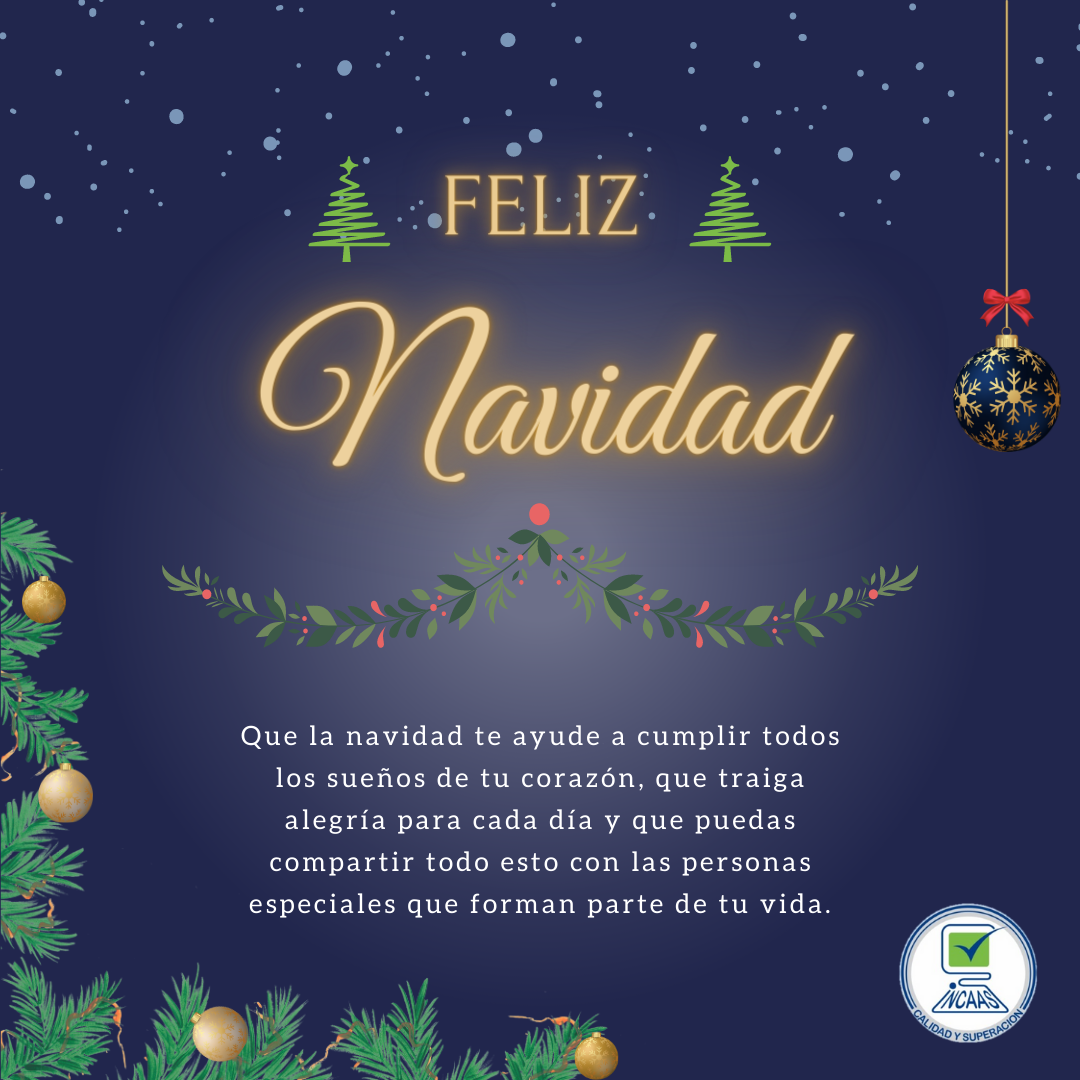 FELIZ
Navidad
Que la navidad te ayude a cumplir todos
los sueños de tu corazón, que traiga
alegría para cada día y que puedas
compartir todo esto con las personas
especiales que forman parte de tu vida.
INCAAS
CALIDAD Y SUPERACION